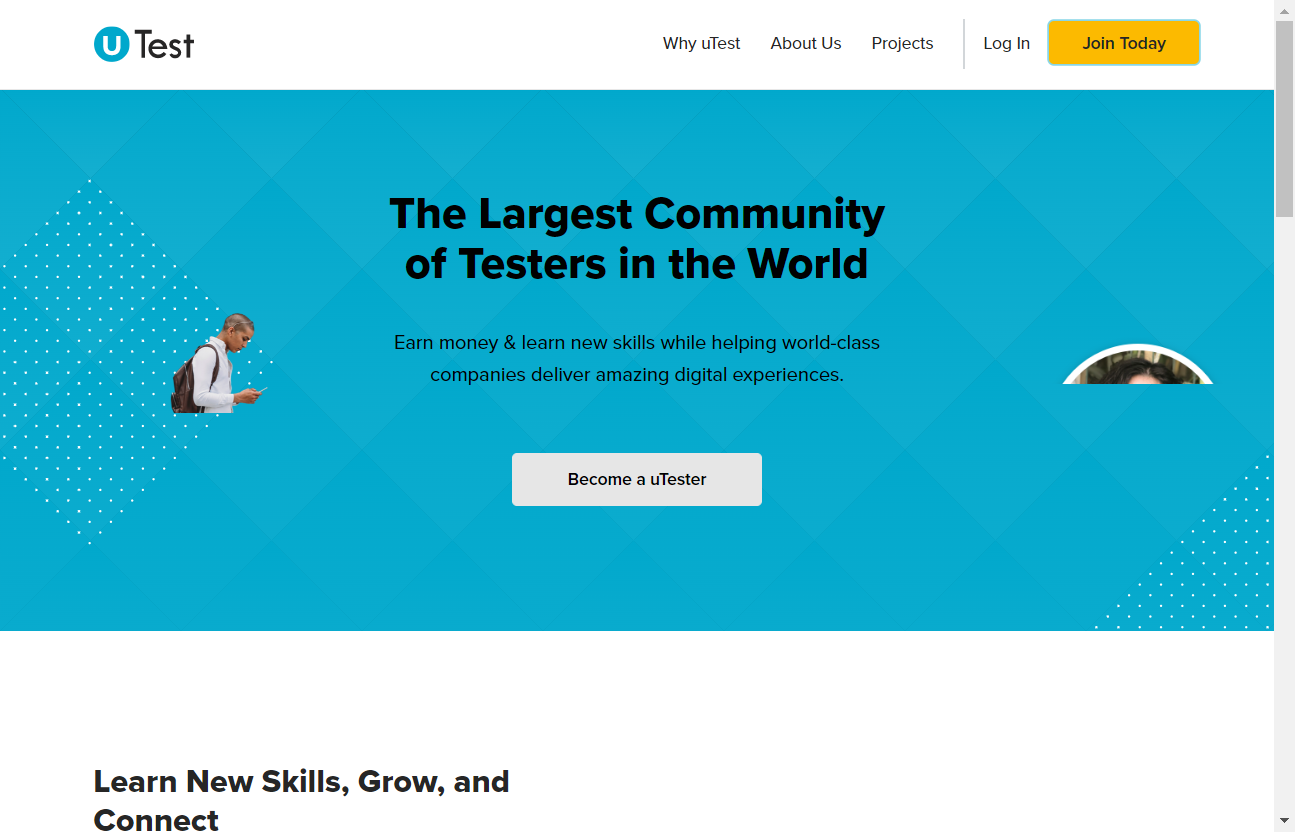 uTest
Why uTest
About Us
Projects
Log In
Join Today
The Largest Community
of Testers in the World
Earn money & learn new skills while helping world-class
companies deliver amazing digital experiences.
Become a uTester
Learn New Skills, Grow, and
Connect